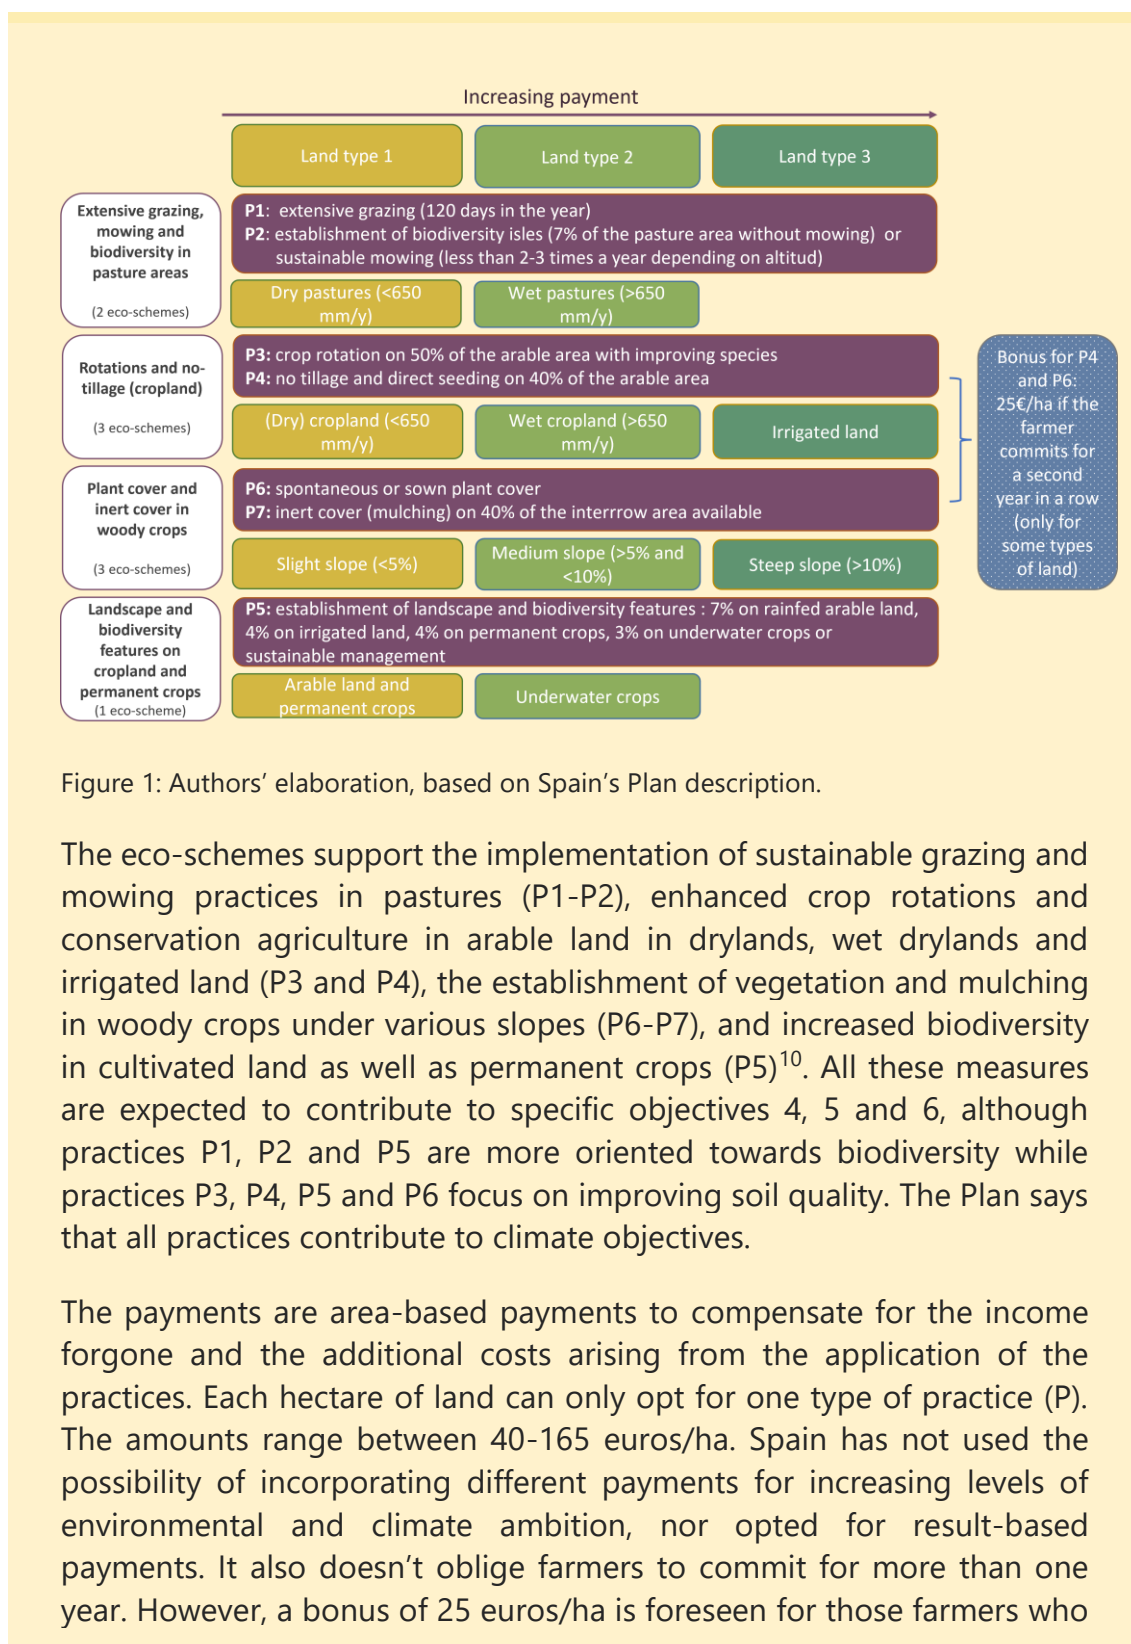 Increasing payment
Land type 1
Land type 2
Land type 3
Extensive grazing,
mowing and
biodiversity in
pasture areas
(2 eco-schemes)
P1: extensive grazing (120 days in the year)
P2: establishment of biodiversity isles (7% of the pasture area without mowing) or
sustainable mowing (less than 2-3 times a year depending on altitud)
Dry pastures (<650
mm/y)
Wet pastures (>650
mm/y)
Rotations and no-
tillage (cropland)
(3 eco-schemes)
P3: crop rotation on 50% of the arable area with improving species
P4: no tillage and direct seeding on 40% of the arable area
(Dry) cropland (<650
mm/y)
Wet cropland (>650
mm/y)
Irrigated land
Bonus for P4
and P6:
25€/ha if the
farmer
commits for
a second
year in a row
(only for
some types
of land)
Plant cover and
inert cover in
woody crops
(3 eco-schemes)
P6: spontaneous or sown plant cover
P7: inert cover (mulching) on 40% of the interrrow area available
Slight slope (<5%)
Medium slope (>5% and
<10%)
Steep slope (>10%)
Landscape and
biodiversity
features on
cropland and
permanent crops
(1 eco-scheme)
P5: establishment of landscape and biodiversity features : 7% on rainfed arable land,
4% on irrigated land, 4% on permanent crops, 3% on underwater crops or
sustainable management
Arable land and
permanent crops
Underwater crops
Figure 1: Authors’ elaboration, based on Spain’s Plan description.
The eco-schemes support the implementation of sustainable grazing and
mowing practices in pastures (P1-P2), enhanced crop rotations and
conservation agriculture in arable land in drylands, wet drylands and
irrigated land (P3 and P4), the establishment of vegetation and mulching
in woody crops under various slopes (P6-P7), and increased biodiversity
in cultivated land as well as permanent crops (P5)10. All these measures
are expected to contribute to specific objectives 4, 5 and 6, although
practices P1, P2 and P5 are more oriented towards biodiversity while
practices P3, P4, P5 and P6 focus on improving soil quality. The Plan says
that all practices contribute to climate objectives.
The payments are area-based payments to compensate for the income
forgone and the additional costs arising from the application of the
practices. Each hectare of land can only opt for one type of practice (P).
The amounts range between 40-165 euros/ha. Spain has not used the
possibility of incorporating different payments for increasing levels of
environmental and climate ambition, nor opted for result-based
payments. It also doesn’t oblige farmers to commit for more than one
year. However, a bonus of 25 euros/ha is foreseen for those farmers who